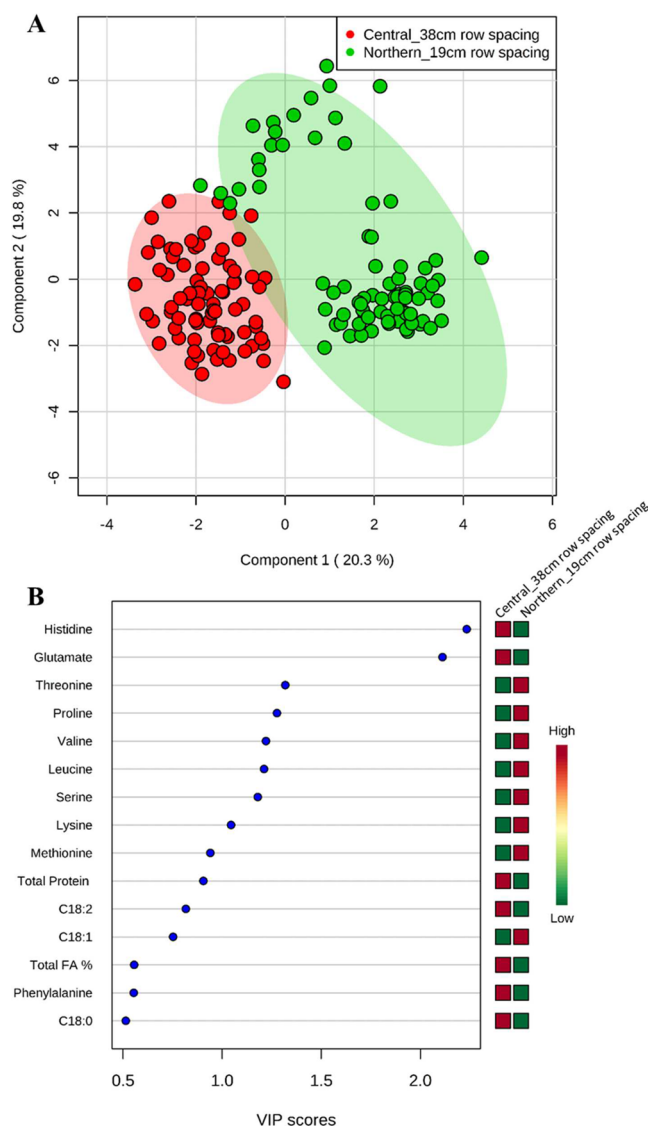 A
Central_38cm row spacing
Northern_19cm row spacing
Component 2 ( 19.8 %)
6
4
2
0
-2
-4
-6
-4
-2
0
2
4
6
Component 1 ( 20.3 %)
B
Central_38cm row spacing
Northern_19cm row spacing
Histidine
Glutamate
Threonine
Proline
Valine
Leucine
Serine
Lysine
Methionine
Total Protein
C18:2
C18:1
Total FA %
Phenylalanine
C18:0
High
Low
0.5
1.0
1.5
2.0
VIP scores